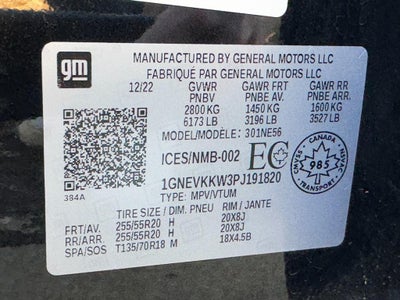 gm
MANUFACTURED BY GENERAL MOTORS LLC
FABRIQUÉ PAR GENERAL MOTORS LLC
12/22 GVWR GAWR FRT GAWR RR
PNBV PNBE AV. PNBE ARR.
2800 KG 1450 KG 1600 KG
6173 LB 3196 LB 3527 LB
MODEL/MODÈLE: 301NE56
ICES/NMB-002 EC
1GNEVKKW3PJ191820
TYPE: MPV/VTUM
384A
CANADA
985
TRANSPORT
TIRE SIZE / DIM. PNEU RIM / JANTE
FRT/AV. 255/55R20 H 20X8J
RR/ARR. 255/55R20 H 20X8J
SPA/SOS T135/70R18 M 18X4.5B